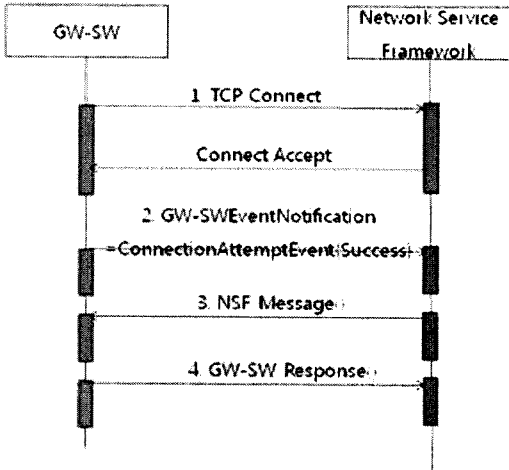 GW-SW
Network Service
Framework
1. TCP Connect
Connect Accept
2. GW-SWEventNotification
=ConnectionAttemptEvent(Success)
3. NSF Message()
4. GW-SW Response()